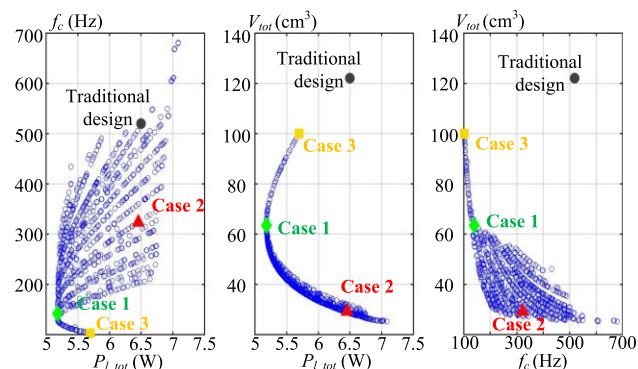 f_c (Hz)
700
600
500
400
300
200
5 5.5 6 6.5 7 7.5
P_l_tot (W)
Traditional
design
Case 2
Case 1
Case 3
V_tot (cm³)
140
120
100
80
60
40
5 5.5 6 6.5 7 7.5
P_l_tot (W)
Traditional
design
Case 3
Case 1
Case 2
V_tot (cm³)
140
120
100
80
60
40
100 300 500 700
f_c (Hz)
Traditional
design
Case 3
Case 1
Case 2